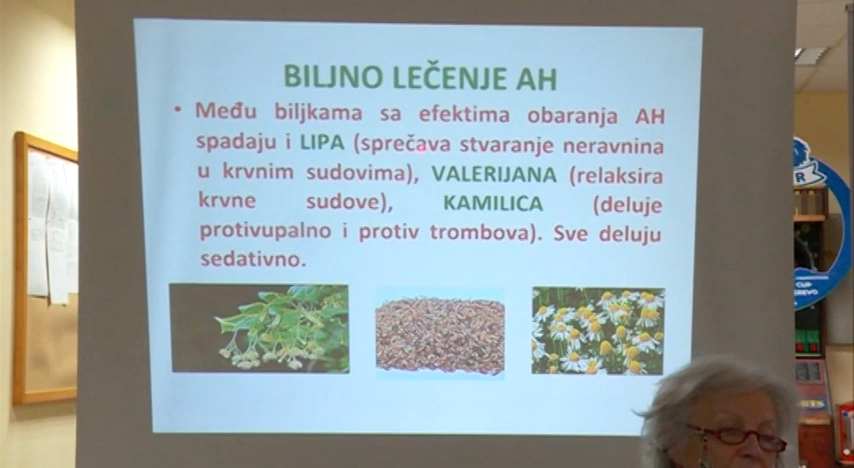 BILJNO LEČENJE AH
• Među biljkama sa efektima obaranja AH
spadaju i LIPA (sprečava stvaranje neravnina
u krvnim sudovima), VALERIJANA (relaksira
krvne sudove), KAMILICA (deluje
protivupalno i protiv trombova). Sve deluju
sedativno.
R
CUP